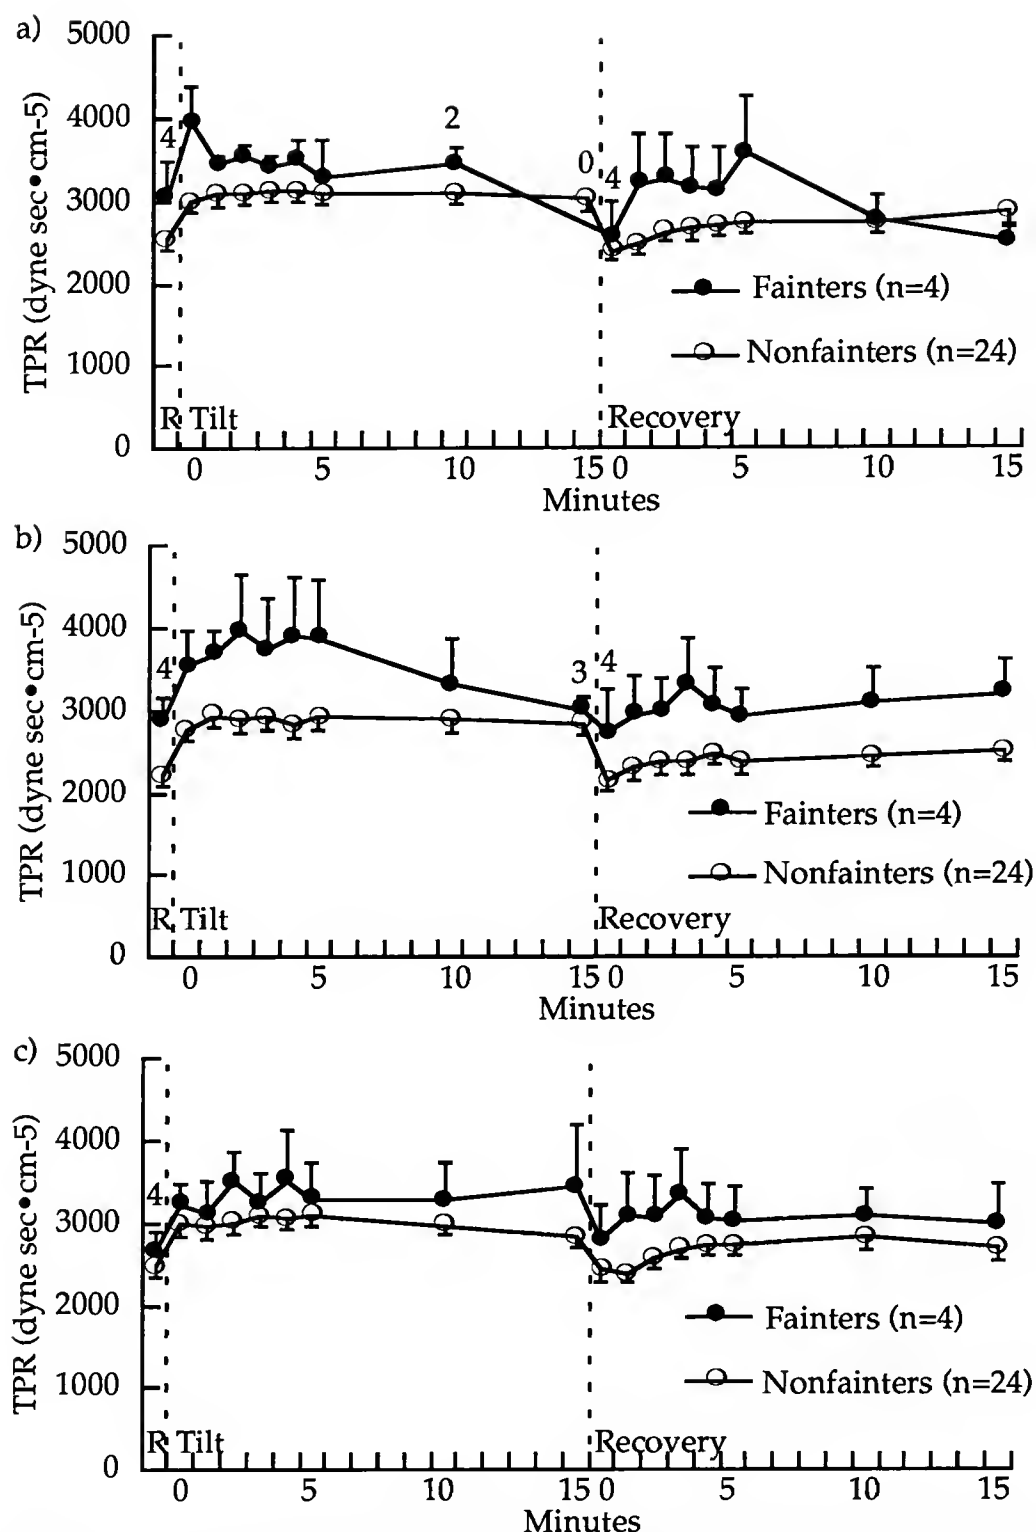 a) 5000
4000
3000
2000
1000
0
TPR (dyne sec•cm-5)
4
2
0
4
Fainters (n=4)
Nonfainters (n=24)
R Tilt
Recovery
0 5 10 15 0 5 10 15
Minutes
b) 5000
4000
3000
2000
1000
0
TPR (dyne sec•cm-5)
4
3
4
Fainters (n=4)
Nonfainters (n=24)
R Tilt
Recovery
0 5 10 15 0 5 10 15
Minutes
c) 5000
4000
3000
2000
1000
0
TPR (dyne sec•cm-5)
4
Fainters (n=4)
Nonfainters (n=24)
R Tilt
Recovery
0 5 10 15 0 5 10 15
Minutes